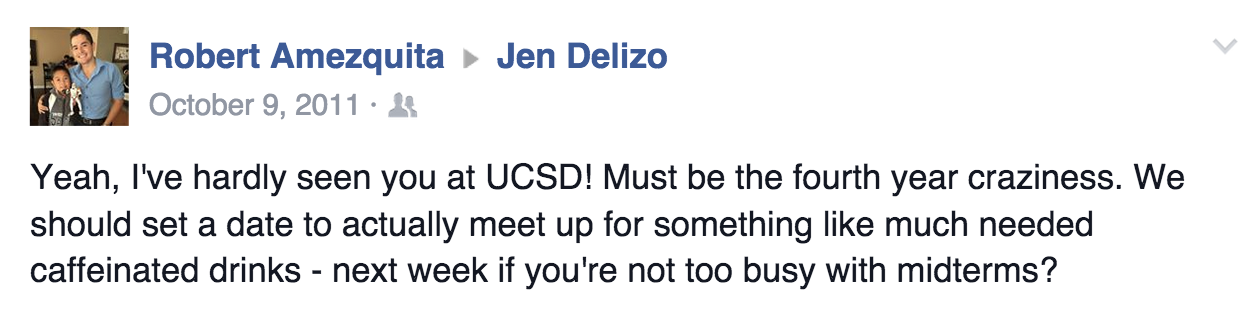 Robert Amezquita ▸ Jen Delizo
October 9, 2011 ·
Yeah, I've hardly seen you at UCSD! Must be the fourth year craziness. We
should set a date to actually meet up for something like much needed
caffeinated drinks - next week if you're not too busy with midterms?